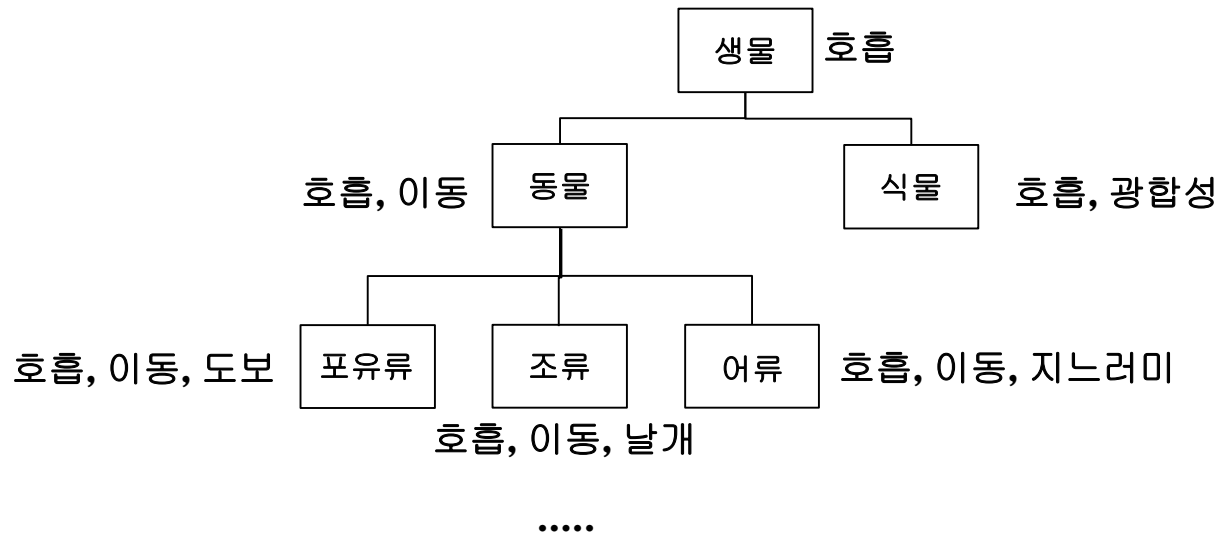 생물 호흡
호흡, 이동 동물 식물 호흡, 광합성
호흡, 이동, 도보 포유류 조류 어류 호흡, 이동, 지느러미
호흡, 이동, 날개
.....